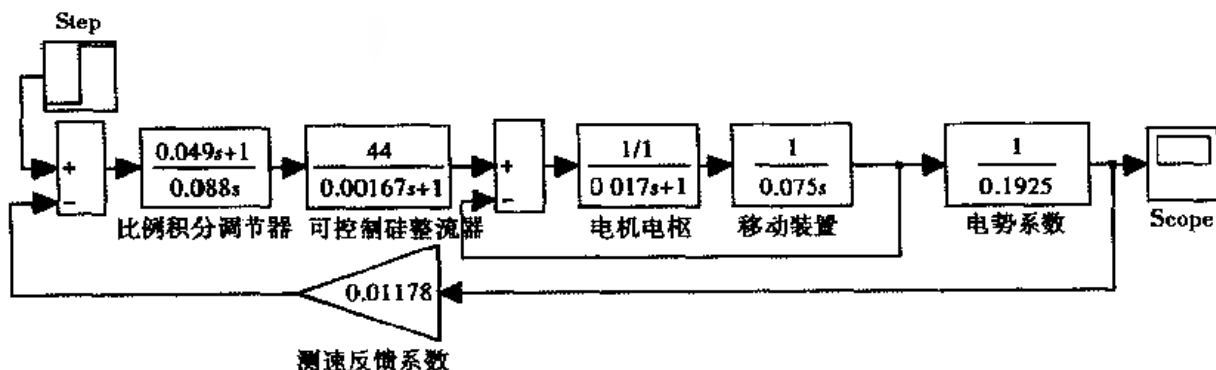 Step
+
−
0.049s+1
0.088s
比例积分调节器
44
0.00167s+1
可控制硅整流器
+
−
1/1
0 017s+1
电机电枢
1
0.075s
移动装置
1
0.1925
电势系数
Scope
0.01178
测速反馈系数